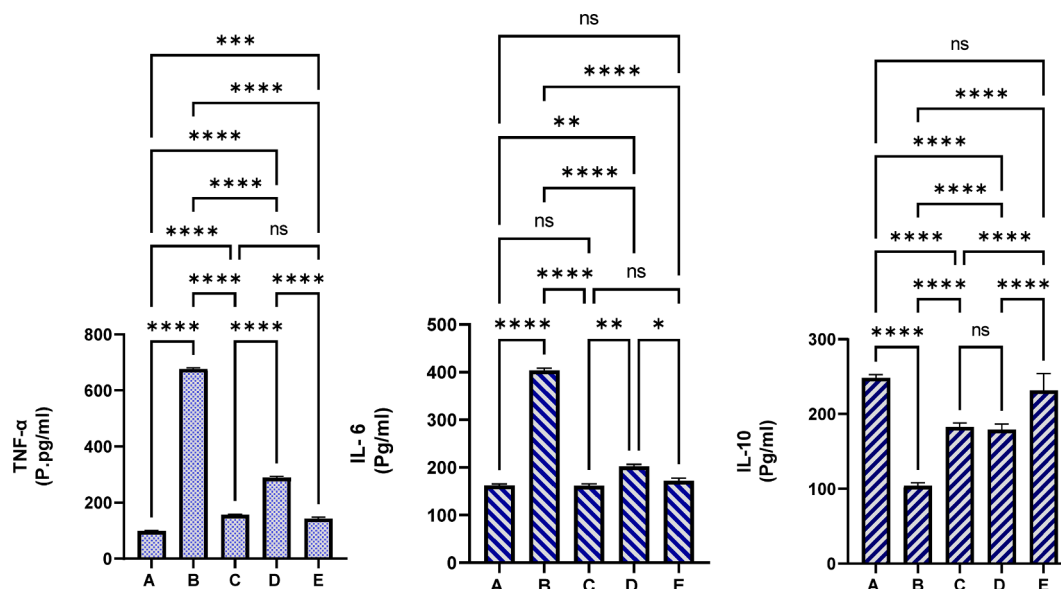 ***
****
****
****
****
ns
****
****
****
****
800
600
400
200
0
TNF-α
(P.pg/ml)
A B C D E
ns
****
**
****
ns
****
ns
****
**
*
500
400
300
200
100
0
IL- 6
(Pg/ml)
A B C D E
ns
****
****
****
****
****
****
****
****
ns
300
200
100
0
IL-10
(Pg/ml)
A B C D E